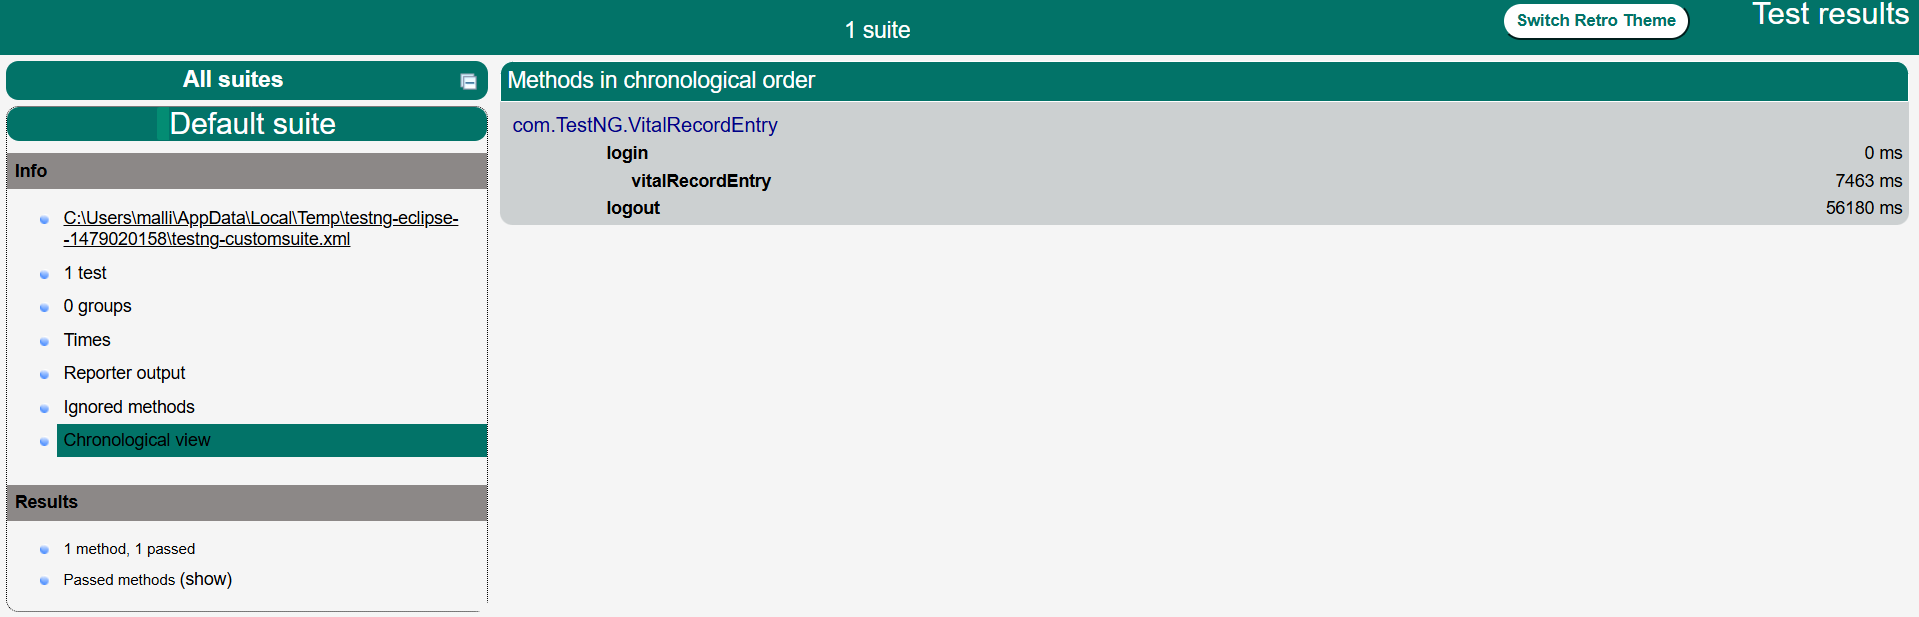 1 suite
Switch Retro Theme
Test results
All suites
Default suite
Info
C:\Users\malli\AppData\Local\Temp\testng-eclipse-
-1479020158\testng-customsuite.xml
1 test
0 groups
Times
Reporter output
Ignored methods
Chronological view
Results
1 method, 1 passed
Passed methods (show)
Methods in chronological order
com.TestNG.VitalRecordEntry
login 0 ms
vitalRecordEntry 7463 ms
logout 56180 ms